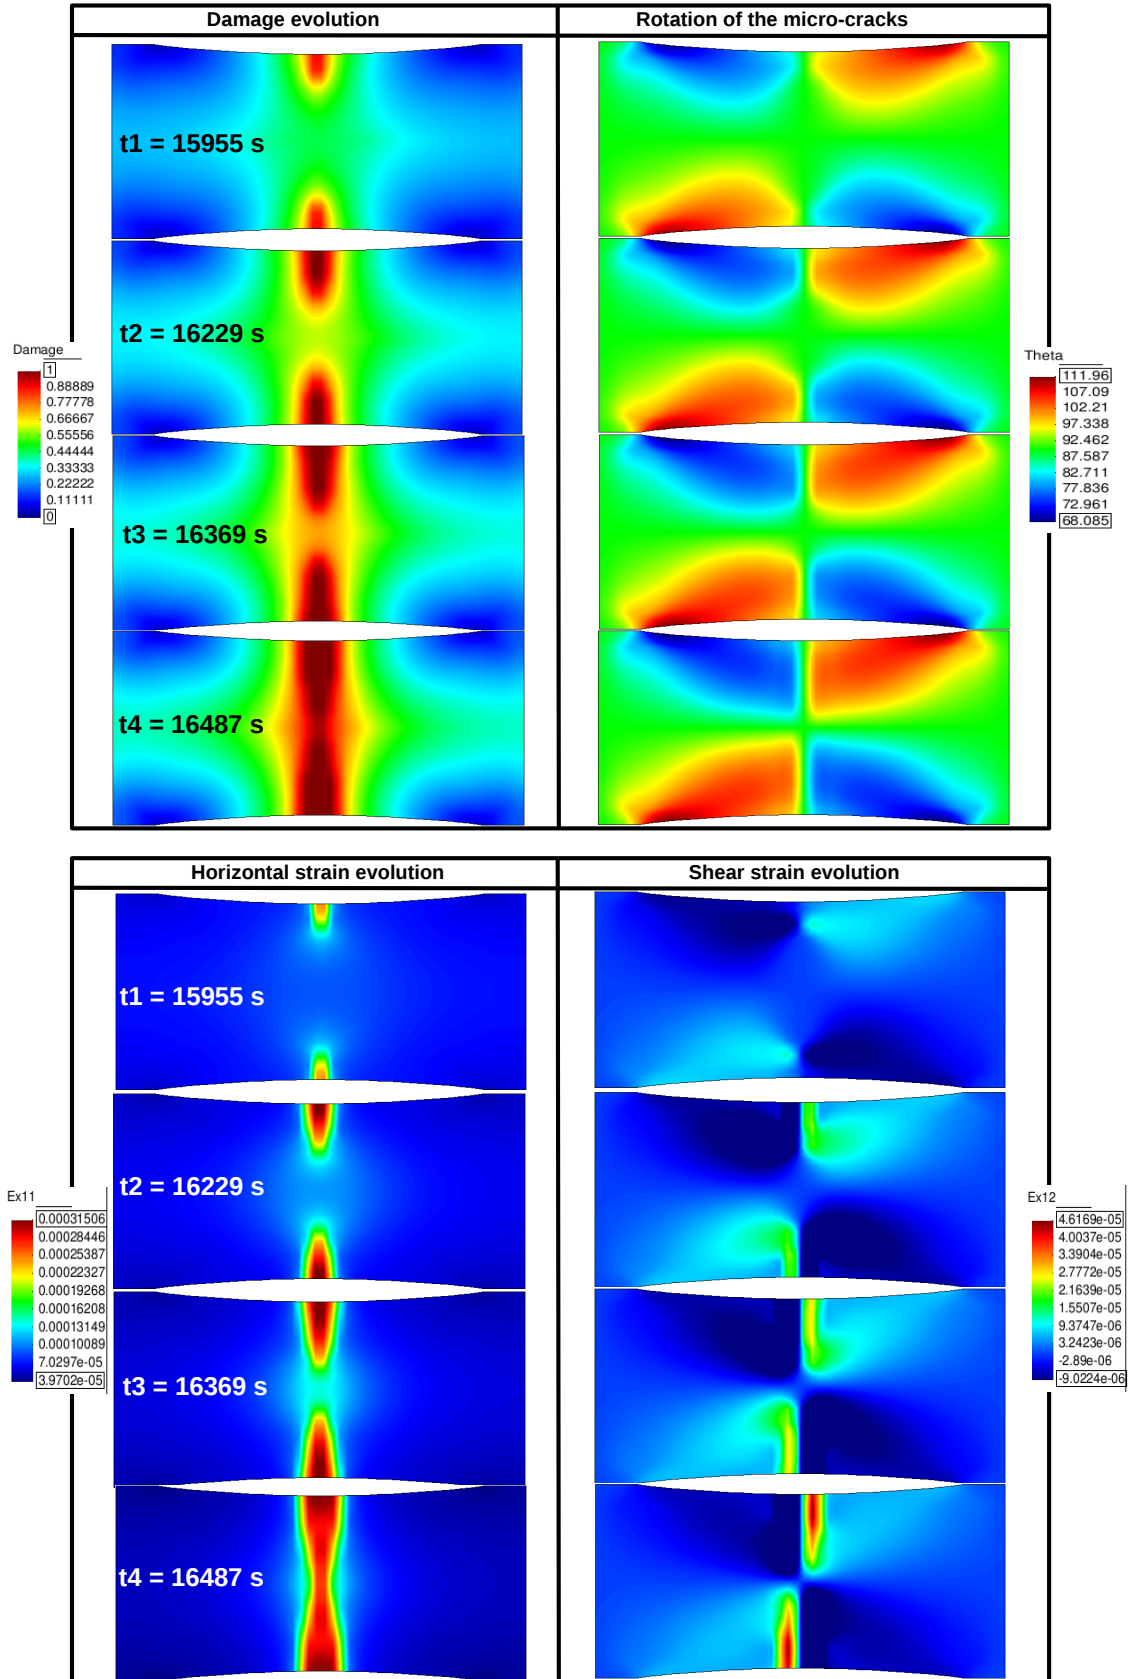 Damage evolution
Rotation of the micro-cracks
t1 = 15955 s
t2 = 16229 s
t3 = 16369 s
t4 = 16487 s
Damage
1
0.88889
0.77778
0.66667
0.55556
0.44444
0.33333
0.22222
0.11111
0
Theta
111.96
107.09
102.21
97.338
92.462
87.587
82.711
77.836
72.961
68.085
Horizontal strain evolution
Shear strain evolution
t1 = 15955 s
t2 = 16229 s
t3 = 16369 s
t4 = 16487 s
Ex11
0.00031506
0.00028446
0.00025387
0.00022327
0.00019268
0.00016208
0.00013149
0.00010089
7.0297e-05
3.9702e-05
Ex12
4.6169e-05
4.0037e-05
3.3904e-05
2.7772e-05
2.1639e-05
1.5507e-05
9.3747e-06
3.2423e-06
-2.89e-06
-9.0224e-06